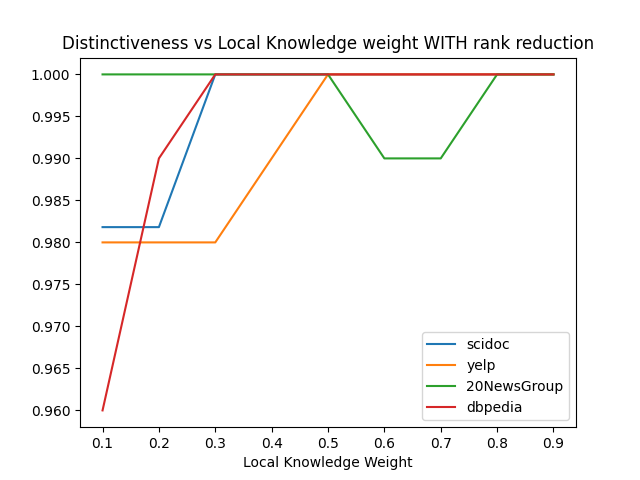 Distinctiveness vs Local Knowledge weight WITH rank reduction
1.000
0.995
0.990
0.985
0.980
0.975
0.970
0.965
0.960
scidoc
yelp
20NewsGroup
dbpedia
0.1 0.2 0.3 0.4 0.5 0.6 0.7 0.8 0.9
Local Knowledge Weight